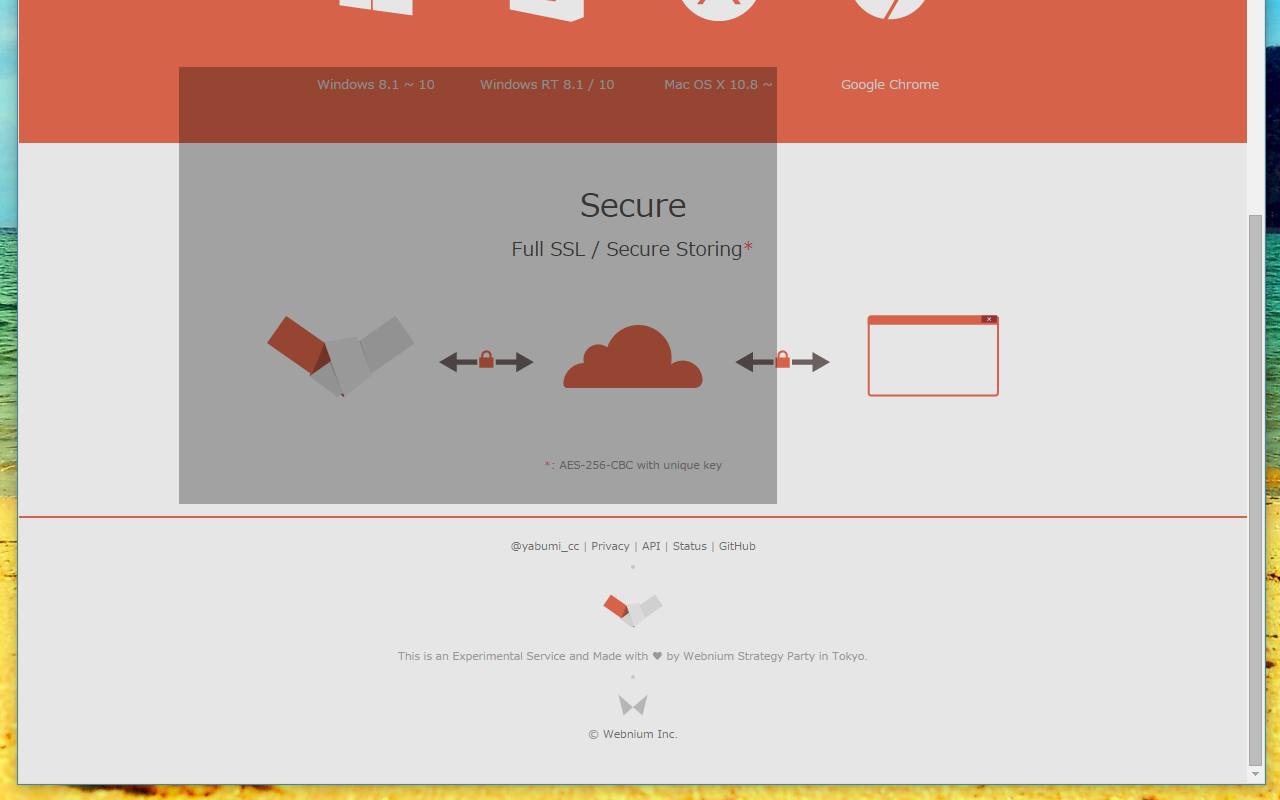 Windows 8.1 ~ 10 Windows RT 8.1 / 10 Mac OS X 10.8 ~ Google Chrome
Secure
Full SSL / Secure Storing*
*: AES-256-CBC with unique key
@yabumi_cc | Privacy | API | Status | GitHub
This is an Experimental Service and Made with ♥ by Webnium Strategy Party in Tokyo.
© Webnium Inc.